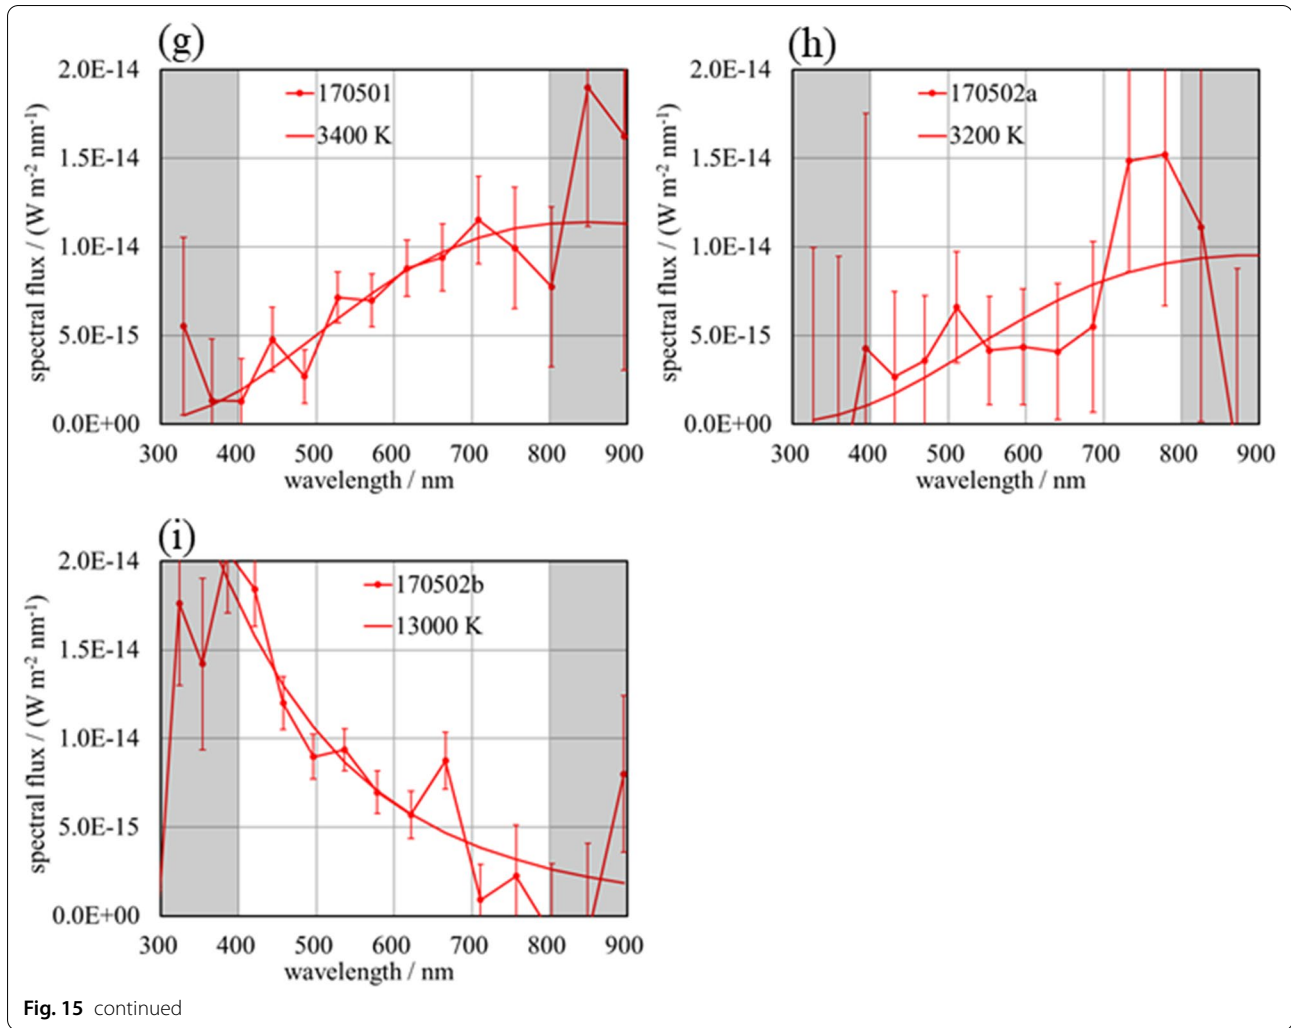 (g)
2.0E-14
1.5E-14
1.0E-14
5.0E-15
0.0E+00
spectral flux / (W m-2 nm-1)
170501
3400 K
300 400 500 600 700 800 900
wavelength / nm
(h)
2.0E-14
1.5E-14
1.0E-14
5.0E-15
0.0E+00
spectral flux / (W m-2 nm-1)
170502a
3200 K
300 400 500 600 700 800 900
wavelength / nm
(i)
2.0E-14
1.5E-14
1.0E-14
5.0E-15
0.0E+00
spectral flux / (W m-2 nm-1)
170502b
13000 K
300 400 500 600 700 800 900
wavelength / nm
Fig. 15 continued